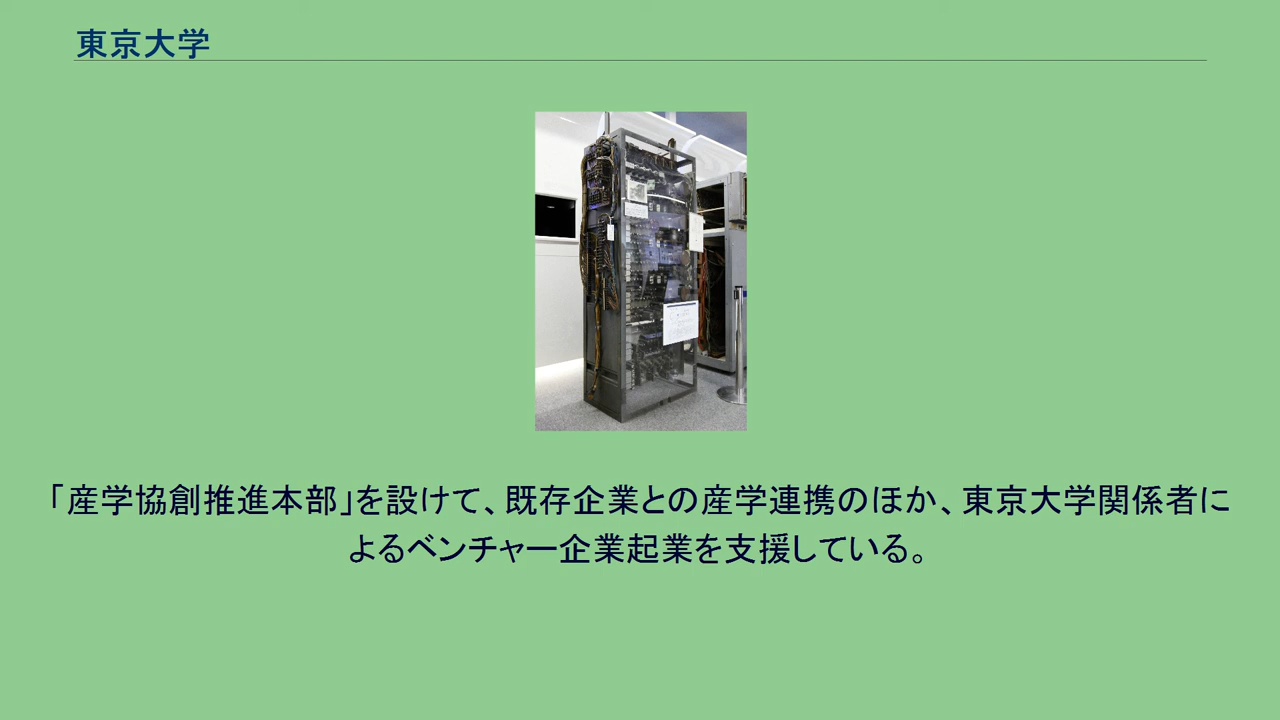 東京大学
「産学協創推進本部」を設けて、既存企業との産学連携のほか、東京大学関係者に
よるベンチャー企業起業を支援している。